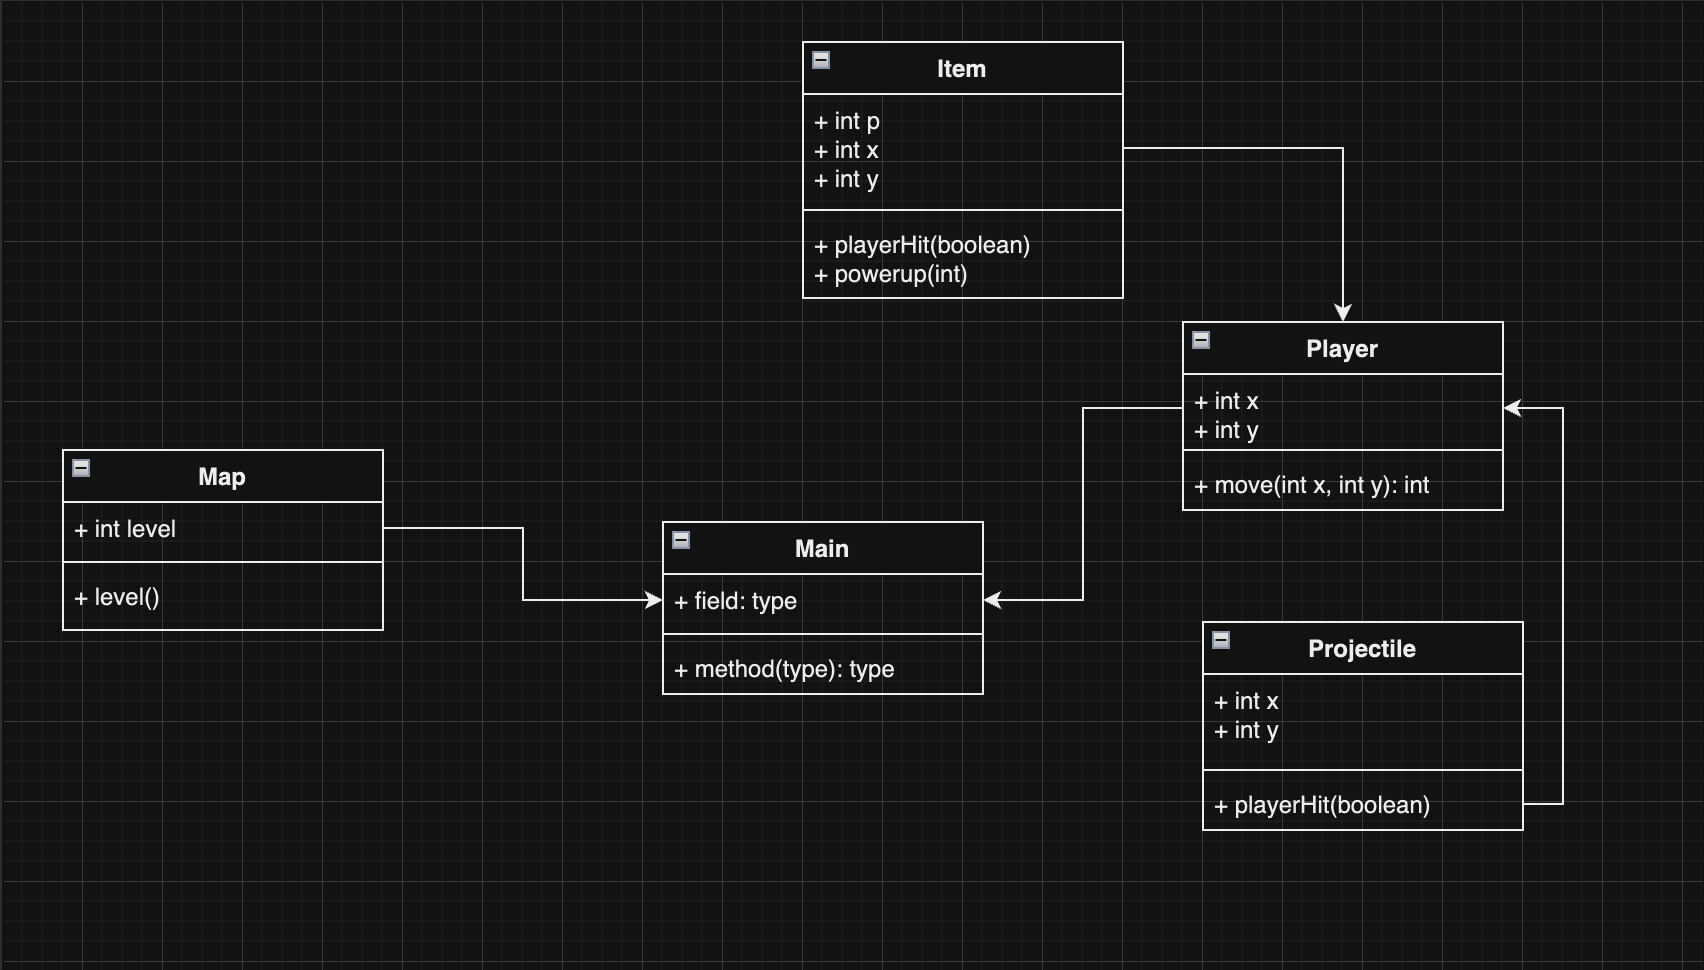 Item
+ int p
+ int x
+ int y
+ playerHit(boolean)
+ powerup(int)
Player
+ int x
+ int y
+ move(int x, int y): int
Map
+ int level
+ level()
Main
+ field: type
+ method(type): type
Projectile
+ int x
+ int y
+ playerHit(boolean)